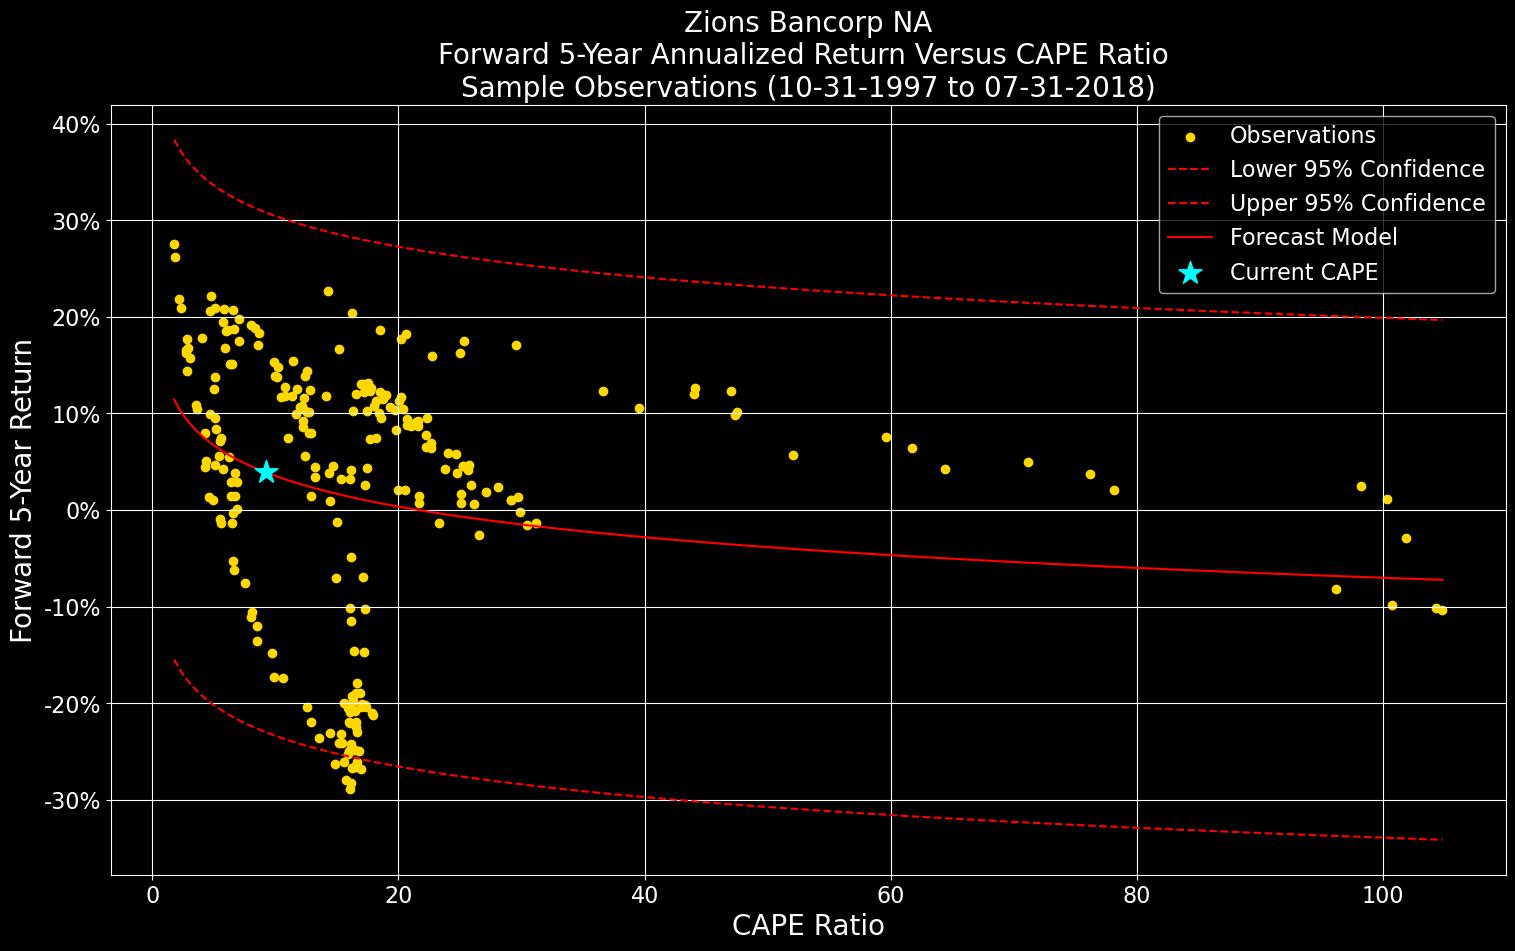 Zions Bancorp NA
Forward 5-Year Annualized Return Versus CAPE Ratio
Sample Observations (10-31-1997 to 07-31-2018)
Observations
Lower 95% Confidence
Upper 95% Confidence
Forecast Model
Current CAPE
Forward 5-Year Return
40%
30%
20%
10%
0%
-10%
-20%
-30%
0 20 40 60 80 100
CAPE Ratio